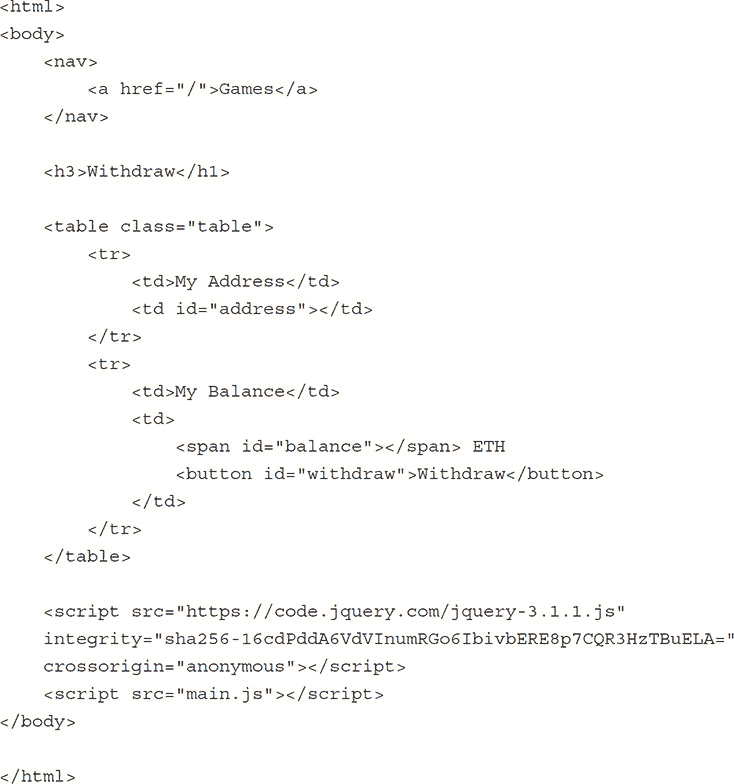 <html>
<body>
    <nav>
        <a href="/">Games</a>
    </nav>

    <h3>Withdraw</h1>

    <table class="table">
        <tr>
            <td>My Address</td>
            <td id="address"></td>
        </tr>
        <tr>
            <td>My Balance</td>
            <td>
                <span id="balance"></span> ETH
                <button id="withdraw">Withdraw</button>
            </td>
        </tr>
    </table>

    <script src="https://code.jquery.com/jquery-3.1.1.js"
    integrity="sha256-16cdPddA6VdVInumRGo6IbivbERE8p7CQR3HzTBuELA="
    crossorigin="anonymous"></script>
    <script src="main.js"></script>
</body>

</html>